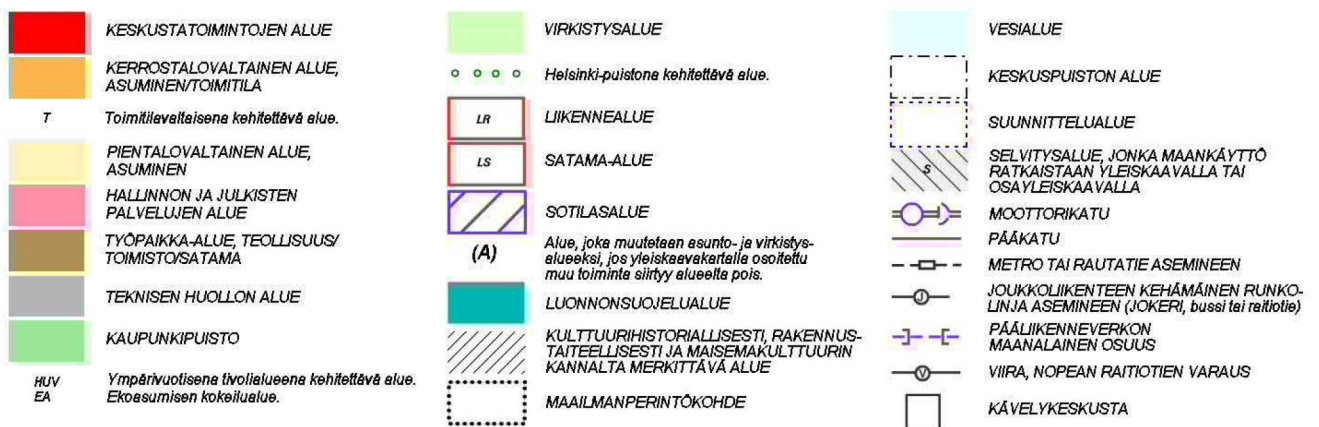 KESKUSTATOIMINTOJEN ALUE
KERROSTALOVALTAINEN ALUE,
ASUMINEN/TOIMITILA
T Toimitilavaltaisena kehitettävä alue.
PIENTALOVALTAINEN ALUE,
ASUMINEN
HALLINNON JA JULKISTEN
PALVELUJEN ALUE
TYÖPAIKKA-ALUE, TEOLLISUUS/
TOIMISTO/SATAMA
TEKNISEN HUOLLON ALUE
KAUPUNKIPUISTO
HUV Ympärivuotisena tivolialueena kehitettävä alue.
EA Ekoasumisen kokeilualue.
VIRKISTYSALUE
Helsinki-puistona kehitettävä alue.
LR LIIKENNEALUE
LS SATAMA-ALUE
SOTILASALUE
(A) Alue, joka muutetaan asunto- ja virkistys-
alueeksi, jos yleiskaavakartalla osoitettu
muu toiminta siirtyy alueelta pois.
LUONNONSUOJELUALUE
KULTTUURIHISTORIALLISESTI, RAKENNUS-
TAITEELLISESTI JA MAISEMAKULTTUURIN
KANNALTA MERKITTÄVÄ ALUE
MAAILMANPERINTÖKOHDE
VESIALUE
KESKUSPUISTON ALUE
SUUNNITTELUALUE
S SELVITYSALUE, JONKA MAANKÄYTTÖ
RATKAISTAAN YLEISKAAVALLA TAI
OSAYLEISKAAVALLA
MOOTTORIKATU
PÄÄKATU
METRO TAI RAUTATIE ASEMINEEN
J JOUKKOLIIKENTEEN KEHÄMÄINEN RUNKO-
LINJA ASEMINEEN (JOKERI, bussi tai raitiotie)
PÄÄLIIKENNEVERKON
MAANALAINEN OSUUS
V VIIRA, NOPEAN RAITIOTIEN VARAUS
KÄVELYKESKUSTA